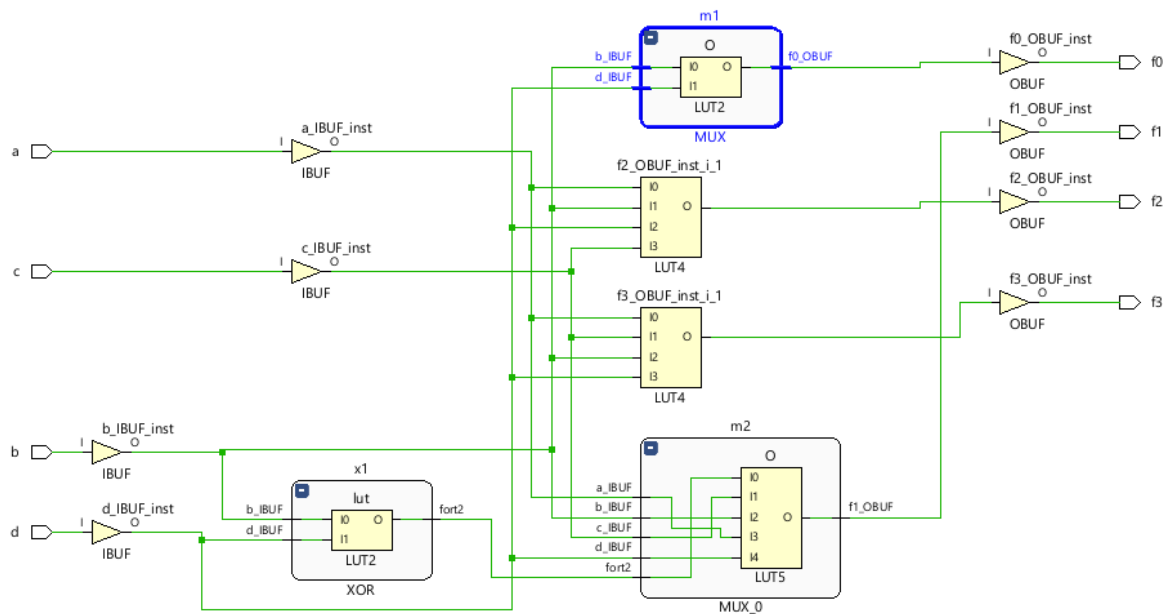 m1
O
b_IBUF
d_IBUF
I0 O
I1
LUT2
f0_OBUF
MUX
f0_OBUF_inst
I O
OBUF
f0
f1_OBUF_inst
I O
OBUF
f1
a
a_IBUF_inst
I O
IBUF
f2_OBUF_inst_i_1
I0
I1 O
I2
I3
LUT4
f2_OBUF_inst
I O
OBUF
f2
c
c_IBUF_inst
I O
IBUF
f3_OBUF_inst_i_1
I0
I1 O
I2
I3
LUT4
f3_OBUF_inst
I O
OBUF
f3
b
b_IBUF_inst
I O
IBUF
d
d_IBUF_inst
I O
IBUF
x1
lut
b_IBUF
d_IBUF
I0 O
I1
LUT2
fort2
XOR
m2
O
a_IBUF
b_IBUF
c_IBUF
d_IBUF
fort2
I0
I1
I2 O
I3
I4
LUT5
f1_OBUF
MUX_0